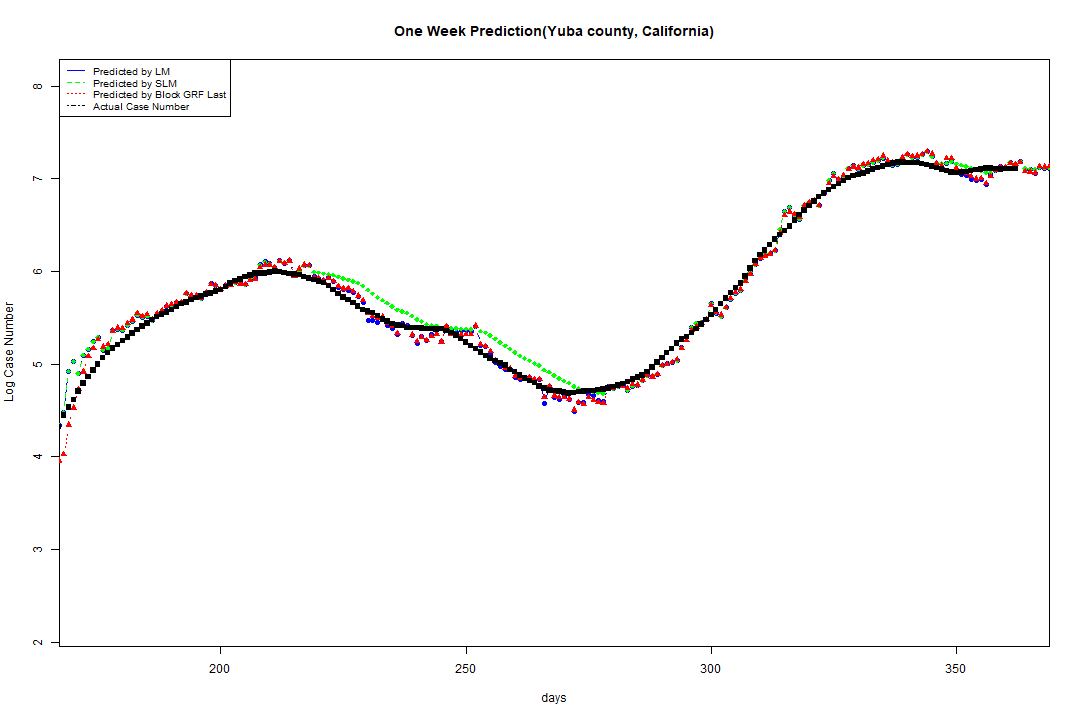 One Week Prediction(Yuba county, California)
Predicted by LM
Predicted by SLM
Predicted by Block GRF Last
Actual Case Number
8
7
6
5
4
3
2
Log Case Number
200 250 300 350
days